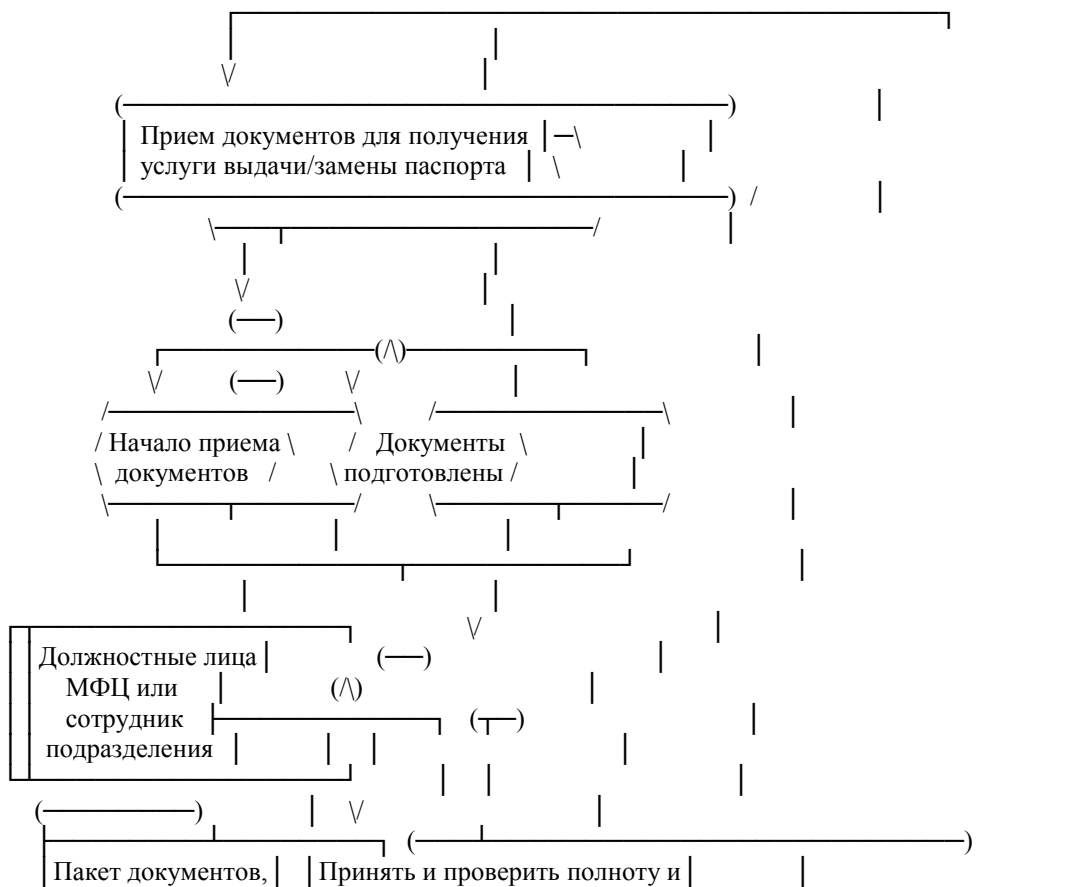 Прием документов для получения
услуги выдачи/замены паспорта
Начало приема
документов
Документы
подготовлены
Должностные лица
МФЦ или
сотрудник
подразделения
Пакет документов,
Принять и проверить полноту и